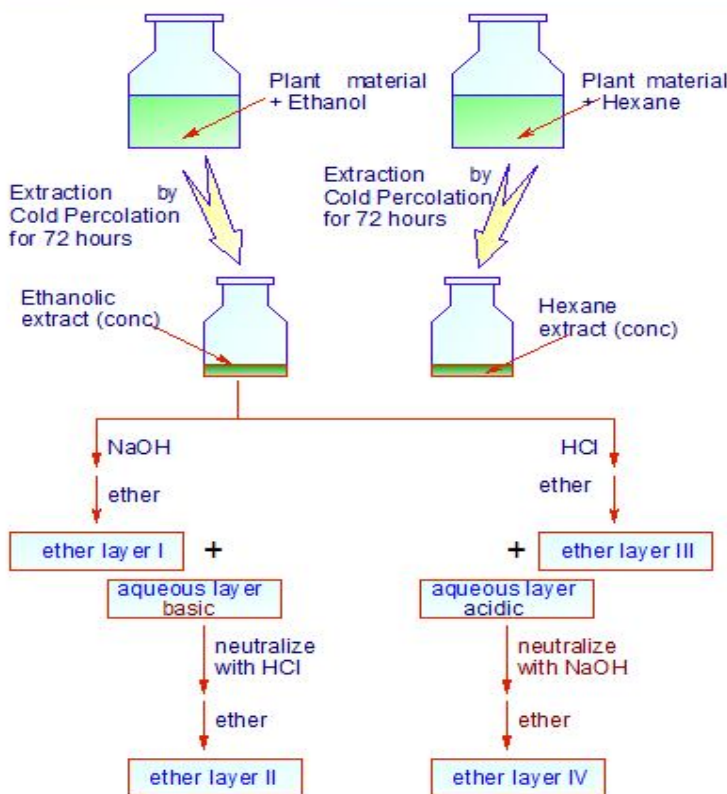 Plant material
+ Ethanol
Plant material
+ Hexane
Extraction by
Cold Percolation
for 72 hours
Extraction by
Cold Percolation
for 72 hours
Ethanolic
extract (conc)
Hexane
extract (conc)
NaOH
HCl
ether
ether
ether layer I
+
+
ether layer III
aqueous layer
basic
aqueous layer
acidic
neutralize
with HCl
neutralize
with NaOH
ether
ether
ether layer II
ether layer IV